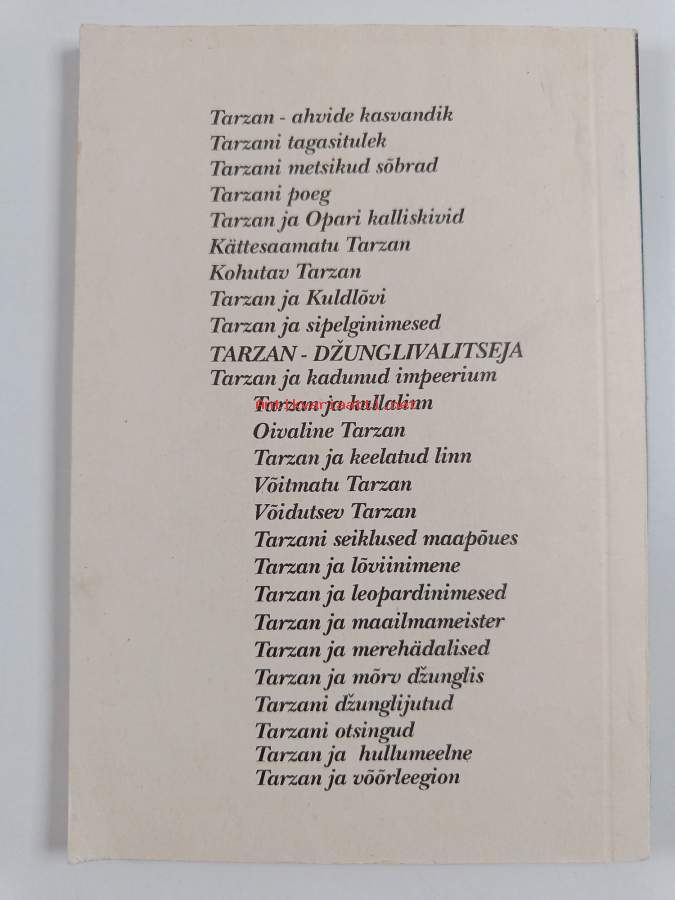 Tarzan - ahvide kasvandik
Tarzani tagasitulek
Tarzani metsikud sõbrad
Tarzani poeg
Tarzan ja Opari kalliskivid
Kättesaamatu Tarzan
Kohutav Tarzan
Tarzan ja Kuldlõvi
Tarzan ja sipelginimesed
TARZAN - DŽUNGLIVALITSEJA
Tarzan ja kadunud impeerium
Tarzan ja kullalinn
Oivaline Tarzan
Tarzan ja keelatud linn
Võitmatu Tarzan
Võidutsev Tarzan
Tarzani seiklused maapõues
Tarzan ja lõviinimene
Tarzan ja leopardinimesed
Tarzan ja maailmameister
Tarzan ja merehädalised
Tarzan ja mõrv džunglis
Tarzani džunglijutud
Tarzani otsingud
Tarzan ja hullumeelne
Tarzan ja võõrleegion